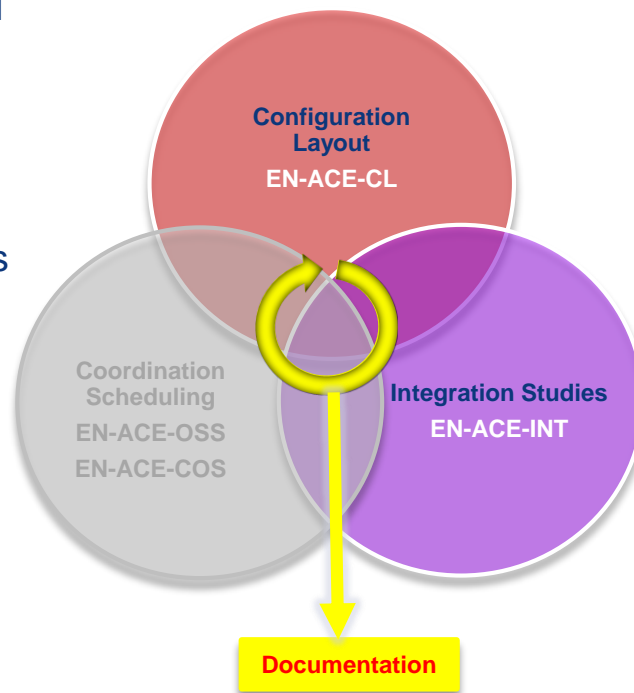 Configuration
Layout
EN-ACE-CL
s
Coordination
Scheduling
EN-ACE-OSS
EN-ACE-COS
Integration Studies
EN-ACE-INT
Documentation